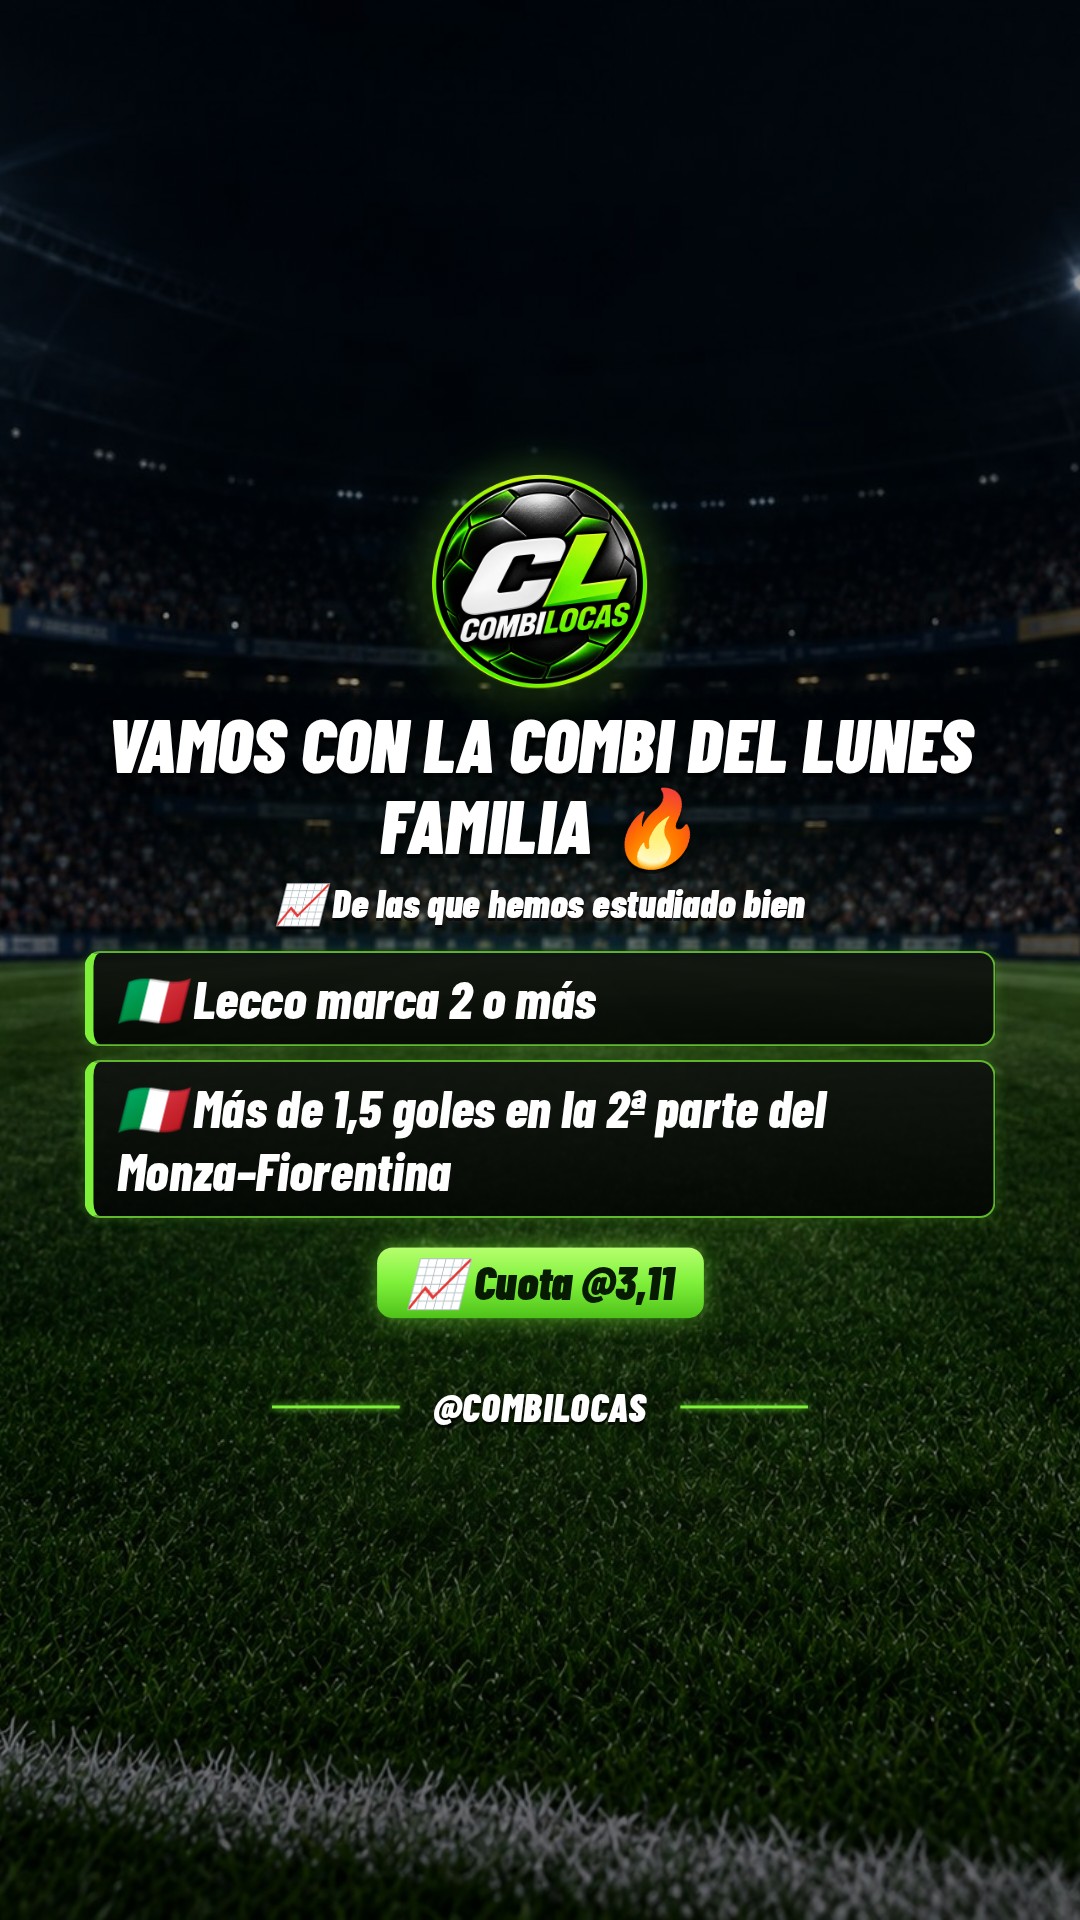 CL
COMBILOCAS
VAMOS CON LA COMBI DEL LUNES
FAMILIA 🔥
📈 De las que hemos estudiado bien
🇮🇹 Lecco marca 2 o más
🇮🇹 Más de 1,5 goles en la 2ª parte del
Monza-Fiorentina
📈 Cuota @3,11
@COMBILOCAS